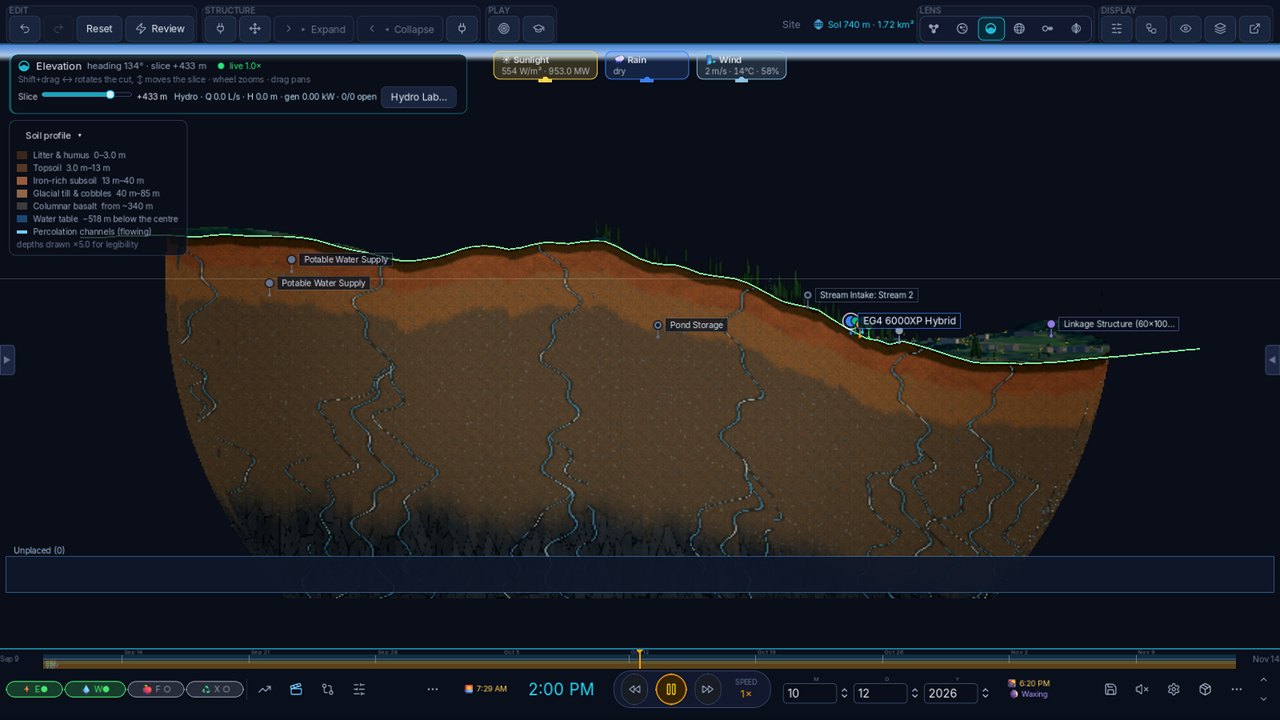 EDIT
STRUCTURE
PLAY
LENS
DISPLAY
Reset
Review
Expand
Collapse
Site
Sol 740 m · 1.72 km²
Elevation heading 134° · slice +433 m
live 1.0×
Shift+drag ↔ rotates the cut, ↕ moves the slice · wheel zooms · drag pans
Slice
+433 m
Hydro · Q 0.0 L/s · H 0.0 m · gen 0.00 kW · 0/0 open
Hydro Lab...
Sunlight
554 W/m² · 953.0 MW
Rain
dry
Wind
2 m/s · 14°C · 58%
Soil profile
Litter & humus 0–3.0 m
Topsoil 3.0 m–13 m
Iron-rich subsoil 13 m–40 m
Glacial till & cobbles 40 m–85 m
Columnar basalt from ~340 m
Water table ~518 m below the centre
Percolation channels (flowing)
depths drawn ×5.0 for legibility
Potable Water Supply
Potable Water Supply
Pond Storage
Stream Intake: Stream 2
EG4 6000XP Hybrid
Linkage Structure (60×100...
Unplaced (0)
Sep 9
Sep 14
Sep 21
Sep 28
Oct 5
Oct 19
Oct 26
Nov 2
Nov 9
Nov 14
E
W
F
X
7:29 AM
2:00 PM
SPEED
1×
M
D
Y
10
12
2026
6:20 PM
Waxing